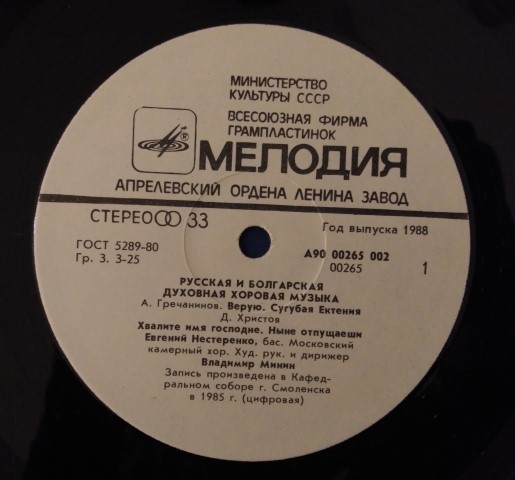 МИНИСТЕРСТВО
КУЛЬТУРЫ СССР
ВСЕСОЮЗНАЯ ФИРМА
ГРАМПЛАСТИНОК
®
МЕЛОДИЯ
АПРЕЛЕВСКИЙ ОРДЕНА ЛЕНИНА ЗАВОД
СТЕРЕО 33
Год выпуска 1988
ГОСТ 5289-80
Гр. 3. 3-25
А90 00265 002
00265
1
РУССКАЯ И БОЛГАРСКАЯ
ДУХОВНАЯ ХОРОВАЯ МУЗЫКА
А. Гречанинов. Верую. Сугубая Ектения
Д. Христов
Хвалите имя господне. Ныне отпущаеши
Евгений Нестеренко, бас. Московский
камерный хор. Худ. рук. и дирижер
Владимир Минин
Запись произведена в Кафед-
ральном соборе г. Смоленска
в 1985 г. (цифровая)